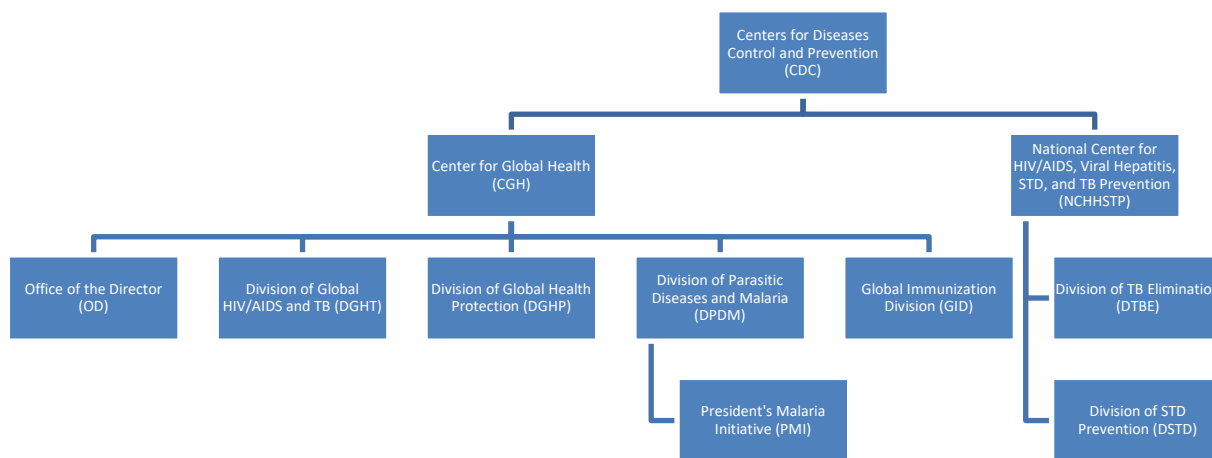 Centers for Diseases
Control and Prevention
(CDC)
Center for Global Health
(CGH)
National Center for
HIV/AIDS, Viral Hepatitis,
STD, and TB Prevention
(NCHHSTP)
Office of the Director
(OD)
Division of Global
HIV/AIDS and TB (DGHT)
Division of Global Health
Protection (DGHP)
Division of Parasitic
Diseases and Malaria
(DPDM)
Global Immunization
Division (GID)
Division of TB Eliminatio
(DTBE)
President's Malaria
Initiative (PMI)
Division of STD
Prevention (DSTD)